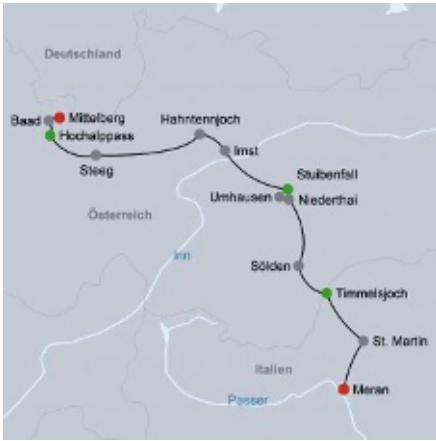 Deutschland
Mittelberg
Baad
Hochalppass
Hahntennjoch
Steeg
Imst
Stuibenfall
Umhausen
Niederthai
Österreich
Inn
Sölden
Timmelsjoch
St. Martin
Italien
Passer
Meran